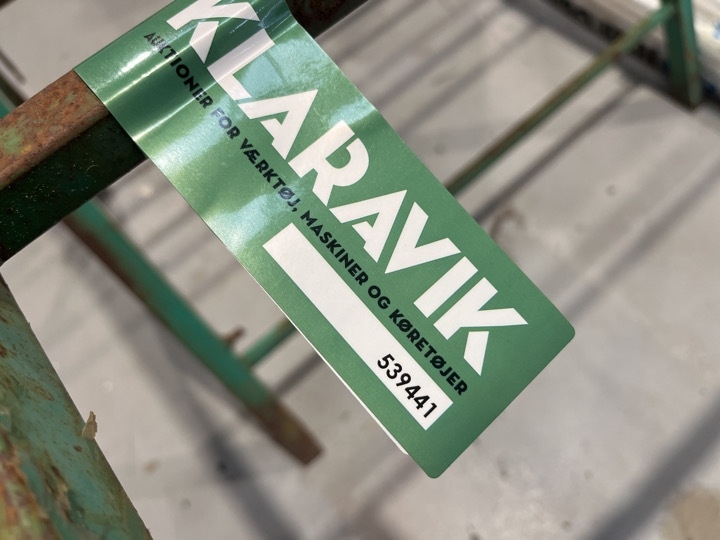 KLARAVIK
AUKTIONER FOR VÆRKTØJ, MASKINER OG KØRETØJER
539441